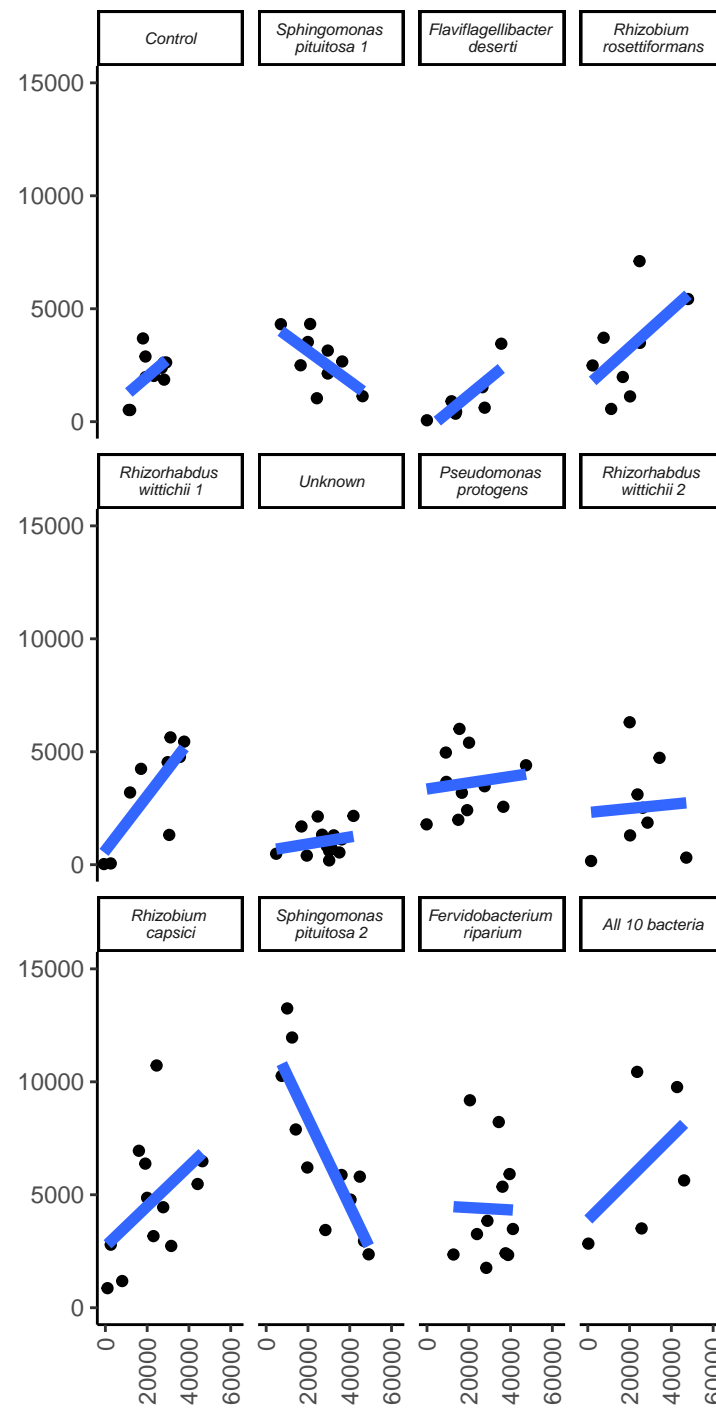 Control
Sphingomonas
pituitosa 1
Flaviflagellibacter
deserti
Rhizobium
rosettiformans
15000
10000
5000
0
Rhizorhabdus
wittichii 1
Unknown
Pseudomonas
protogens
Rhizorhabdus
wittichii 2
15000
10000
5000
0
Rhizobium
capsici
Sphingomonas
pituitosa 2
Fervidobacterium
riparium
All 10 bacteria
15000
10000
5000
0
0
20000
40000
60000
0
20000
40000
60000
0
20000
40000
60000
0
20000
40000
60000